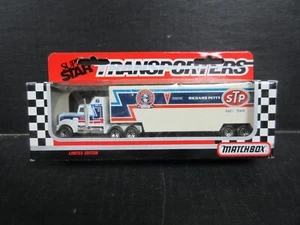 SUPER
STAR
TRANSPORTERS
RICHARD PETTY
STP
LIMITED EDITION
MATCHBOX